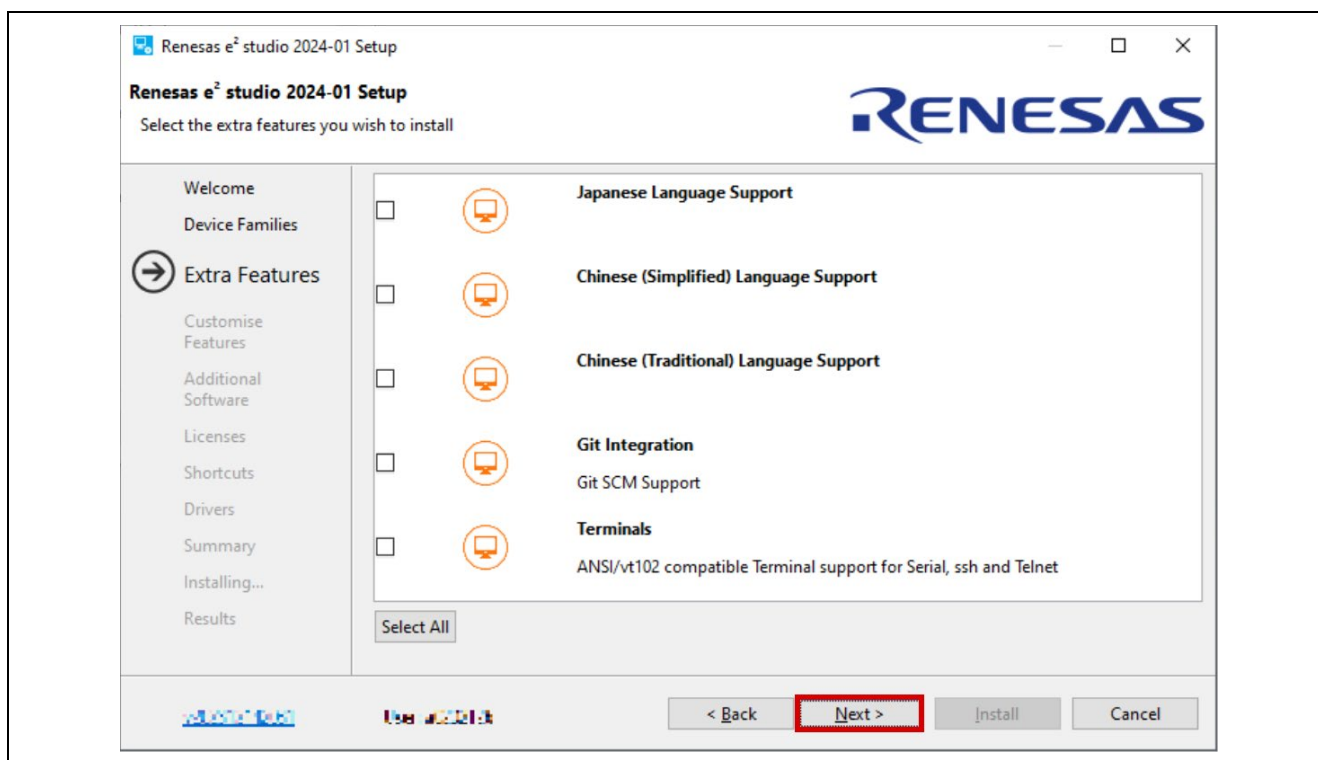 Renesas e² studio 2024-01 Setup
Renesas e² studio 2024-01 Setup
Select the extra features you wish to install
RENESAS
Welcome
Device Families
Extra Features
Customise
Features
Additional
Software
Licenses
Shortcuts
Drivers
Summary
Installing...
Results
Japanese Language Support
Chinese (Simplified) Language Support
Chinese (Traditional) Language Support
Git Integration
Git SCM Support
Terminals
ANSI/vt102 compatible Terminal support for Serial, ssh and Telnet
Select All
< Back
Next >
Install
Cancel